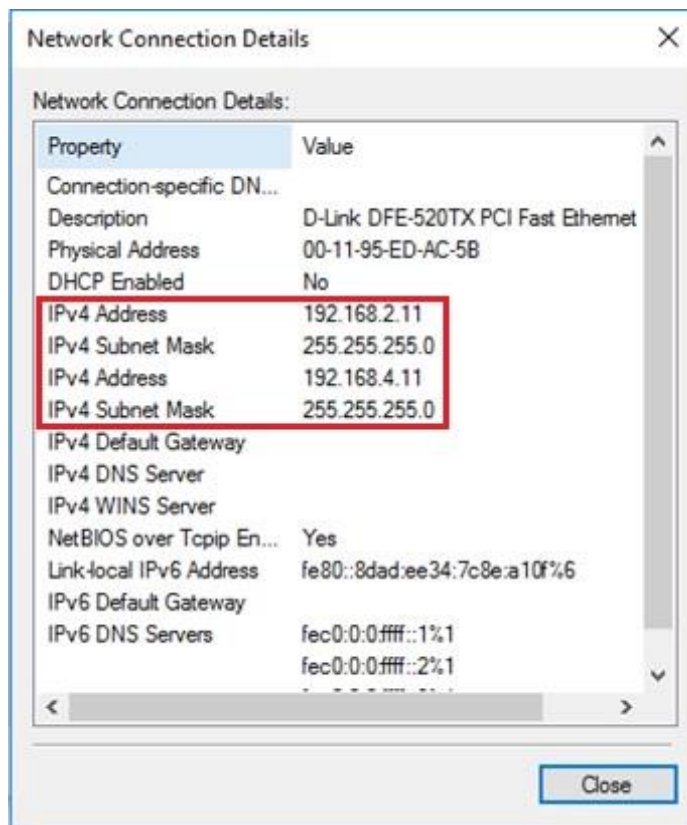 Network Connection Details
Network Connection Details:
Property Value
Connection-specific DN...
Description D-Link DFE-520TX PCI Fast Ethernet
Physical Address 00-11-95-ED-AC-5B
DHCP Enabled No
IPv4 Address 192.168.2.11
IPv4 Subnet Mask 255.255.255.0
IPv4 Address 192.168.4.11
IPv4 Subnet Mask 255.255.255.0
IPv4 Default Gateway
IPv4 DNS Server
IPv4 WINS Server
NetBIOS over Tcpip En... Yes
Link-local IPv6 Address fe80::8dad:ee34:7c8e:a10f%6
IPv6 Default Gateway
IPv6 DNS Servers fec0:0:0:ffff::1%1
fec0:0:0:ffff::2%1
Close